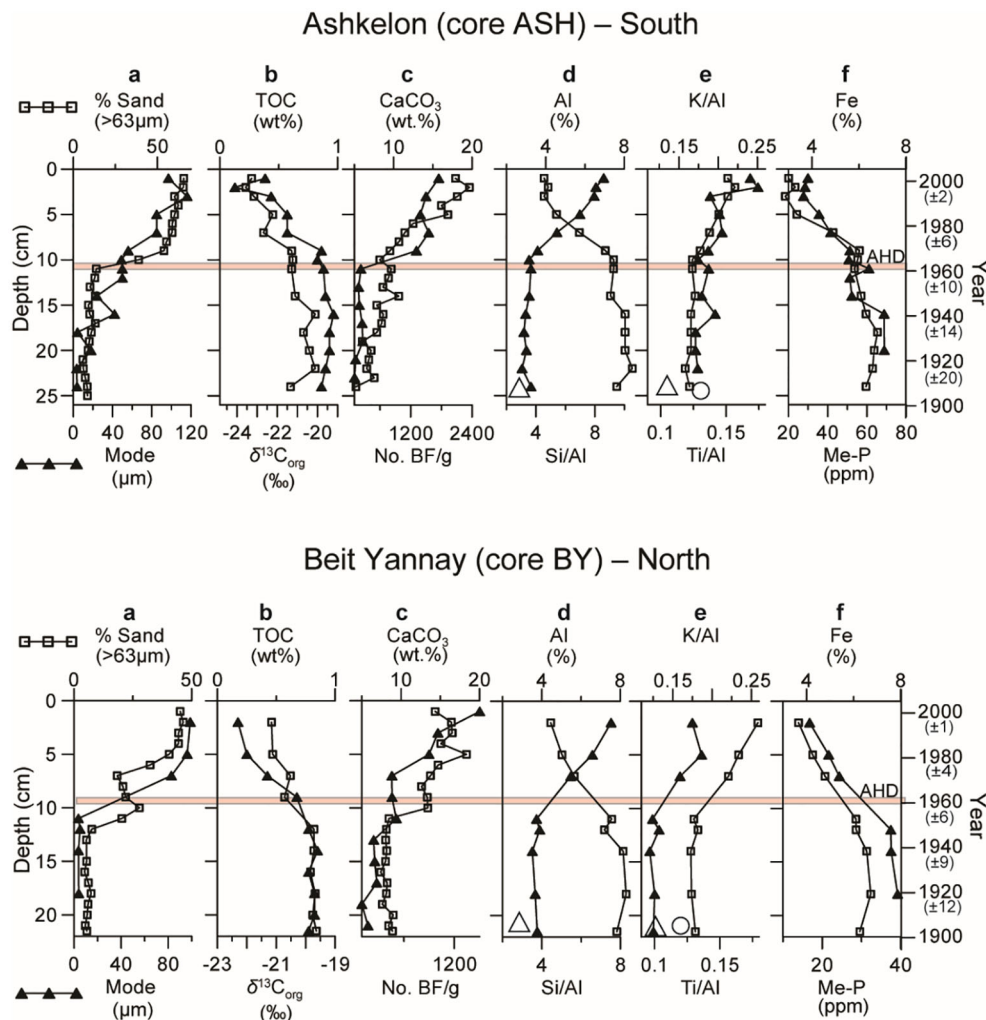 Ashkelon (core ASH) – South
a b c d e f
% Sand TOC CaCO₃ Al K/Al Fe
(>63µm) (wt%) (wt.%) (%) (%)
0 50 0 1 0 10 20 4 8 0.15 0.25 4 8
Depth (cm)
0
5
10
15
20
25
AHD
2000
(±2)
1980
(±6)
1960
(±10)
1940
(±14)
1920
(±20)
1900
Year
0 40 80 120 -24 -22 -20 1200 2400 4 8 0.1 0.15 20 40 60 80
Mode δ¹³Corg No. BF/g Si/Al Ti/Al Me-P
(µm) (‰) (ppm)
Beit Yannay (core BY) – North
a b c d e f
% Sand TOC CaCO₃ Al K/Al Fe
(>63µm) (wt%) (wt.%) (%) (%)
0 50 0 1 10 20 4 8 0.15 0.25 4 8
Depth (cm)
0
5
10
15
20
AHD
2000
(±1)
1980
(±4)
1960
(±6)
1940
(±9)
1920
(±12)
1900
Year
0 40 80 -23 -21 -19 1200 4 8 0.1 0.15 20 40
Mode δ¹³Corg No. BF/g Si/Al Ti/Al Me-P
(µm) (‰) (ppm)